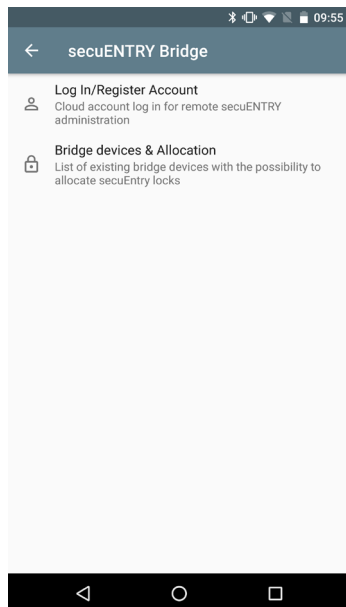 09:55
secuENTRY Bridge
Log In/Register Account
Cloud account log in for remote secuENTRY
administration
Bridge devices & Allocation
List of existing bridge devices with the possibility to
allocate secuEntry locks